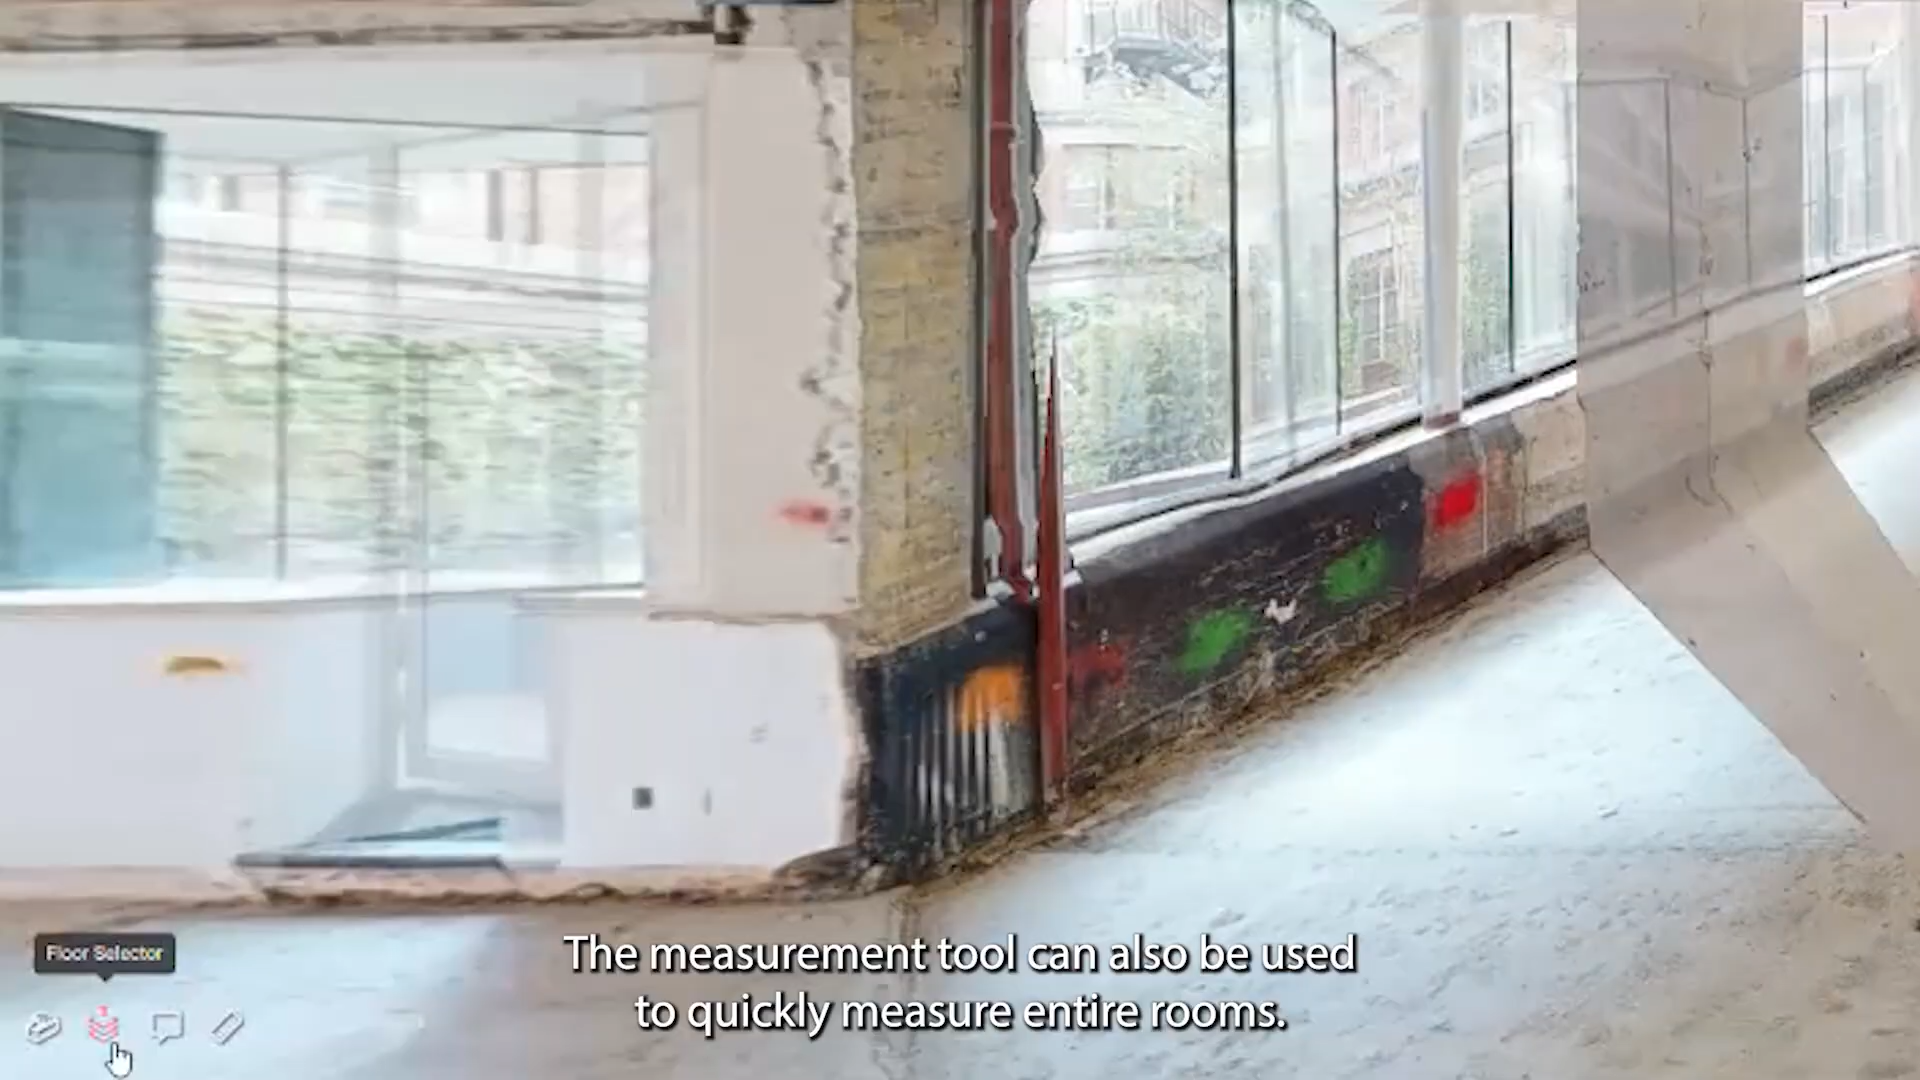 Floor Selector
The measurement tool can also be used
to quickly measure entire rooms.